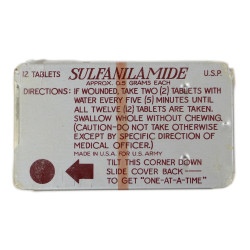 12 TABLETS SULFANILAMIDE U.S.P.
APPROX. 0.5 GRAMS EACH
DIRECTIONS: IF WOUNDED, TAKE TWO (2) TABLETS WITH
WATER EVERY FIVE (5) MINUTES UNTIL
ALL TWELVE (12) TABLETS ARE TAKEN.
SWALLOW WHOLE WITHOUT CHEWING.
(CAUTION-DO NOT TAKE OTHERWISE
EXCEPT BY SPECIFIC DIRECTION OF
MEDICAL OFFICER.)
MADE IN U.S.A. FOR U.S. ARMY
TILT THIS CORNER DOWN
SLIDE COVER BACK
TO GET "ONE-AT-A-TIME"